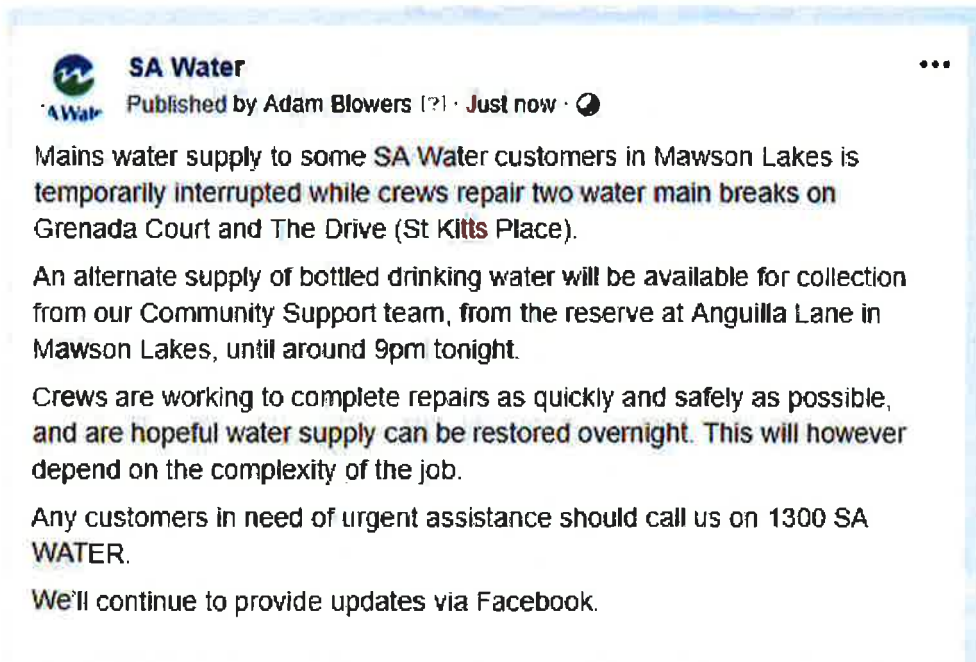 SA Water
A Wate
Published by Adam Blowers [?] · Just now ·
Mains water supply to some SA Water customers in Mawson Lakes is
temporarily interrupted while crews repair two water main breaks on
Grenada Court and The Drive (St Kitts Place).
An alternate supply of bottled drinking water will be available for collection
from our Community Support team, from the reserve at Anguilla Lane in
Mawson Lakes, until around 9pm tonight.
Crews are working to complete repairs as quickly and safely as possible,
and are hopeful water supply can be restored overnight. This will however
depend on the complexity of the job.
Any customers in need of urgent assistance should call us on 1300 SA
WATER.
We'll continue to provide updates via Facebook.